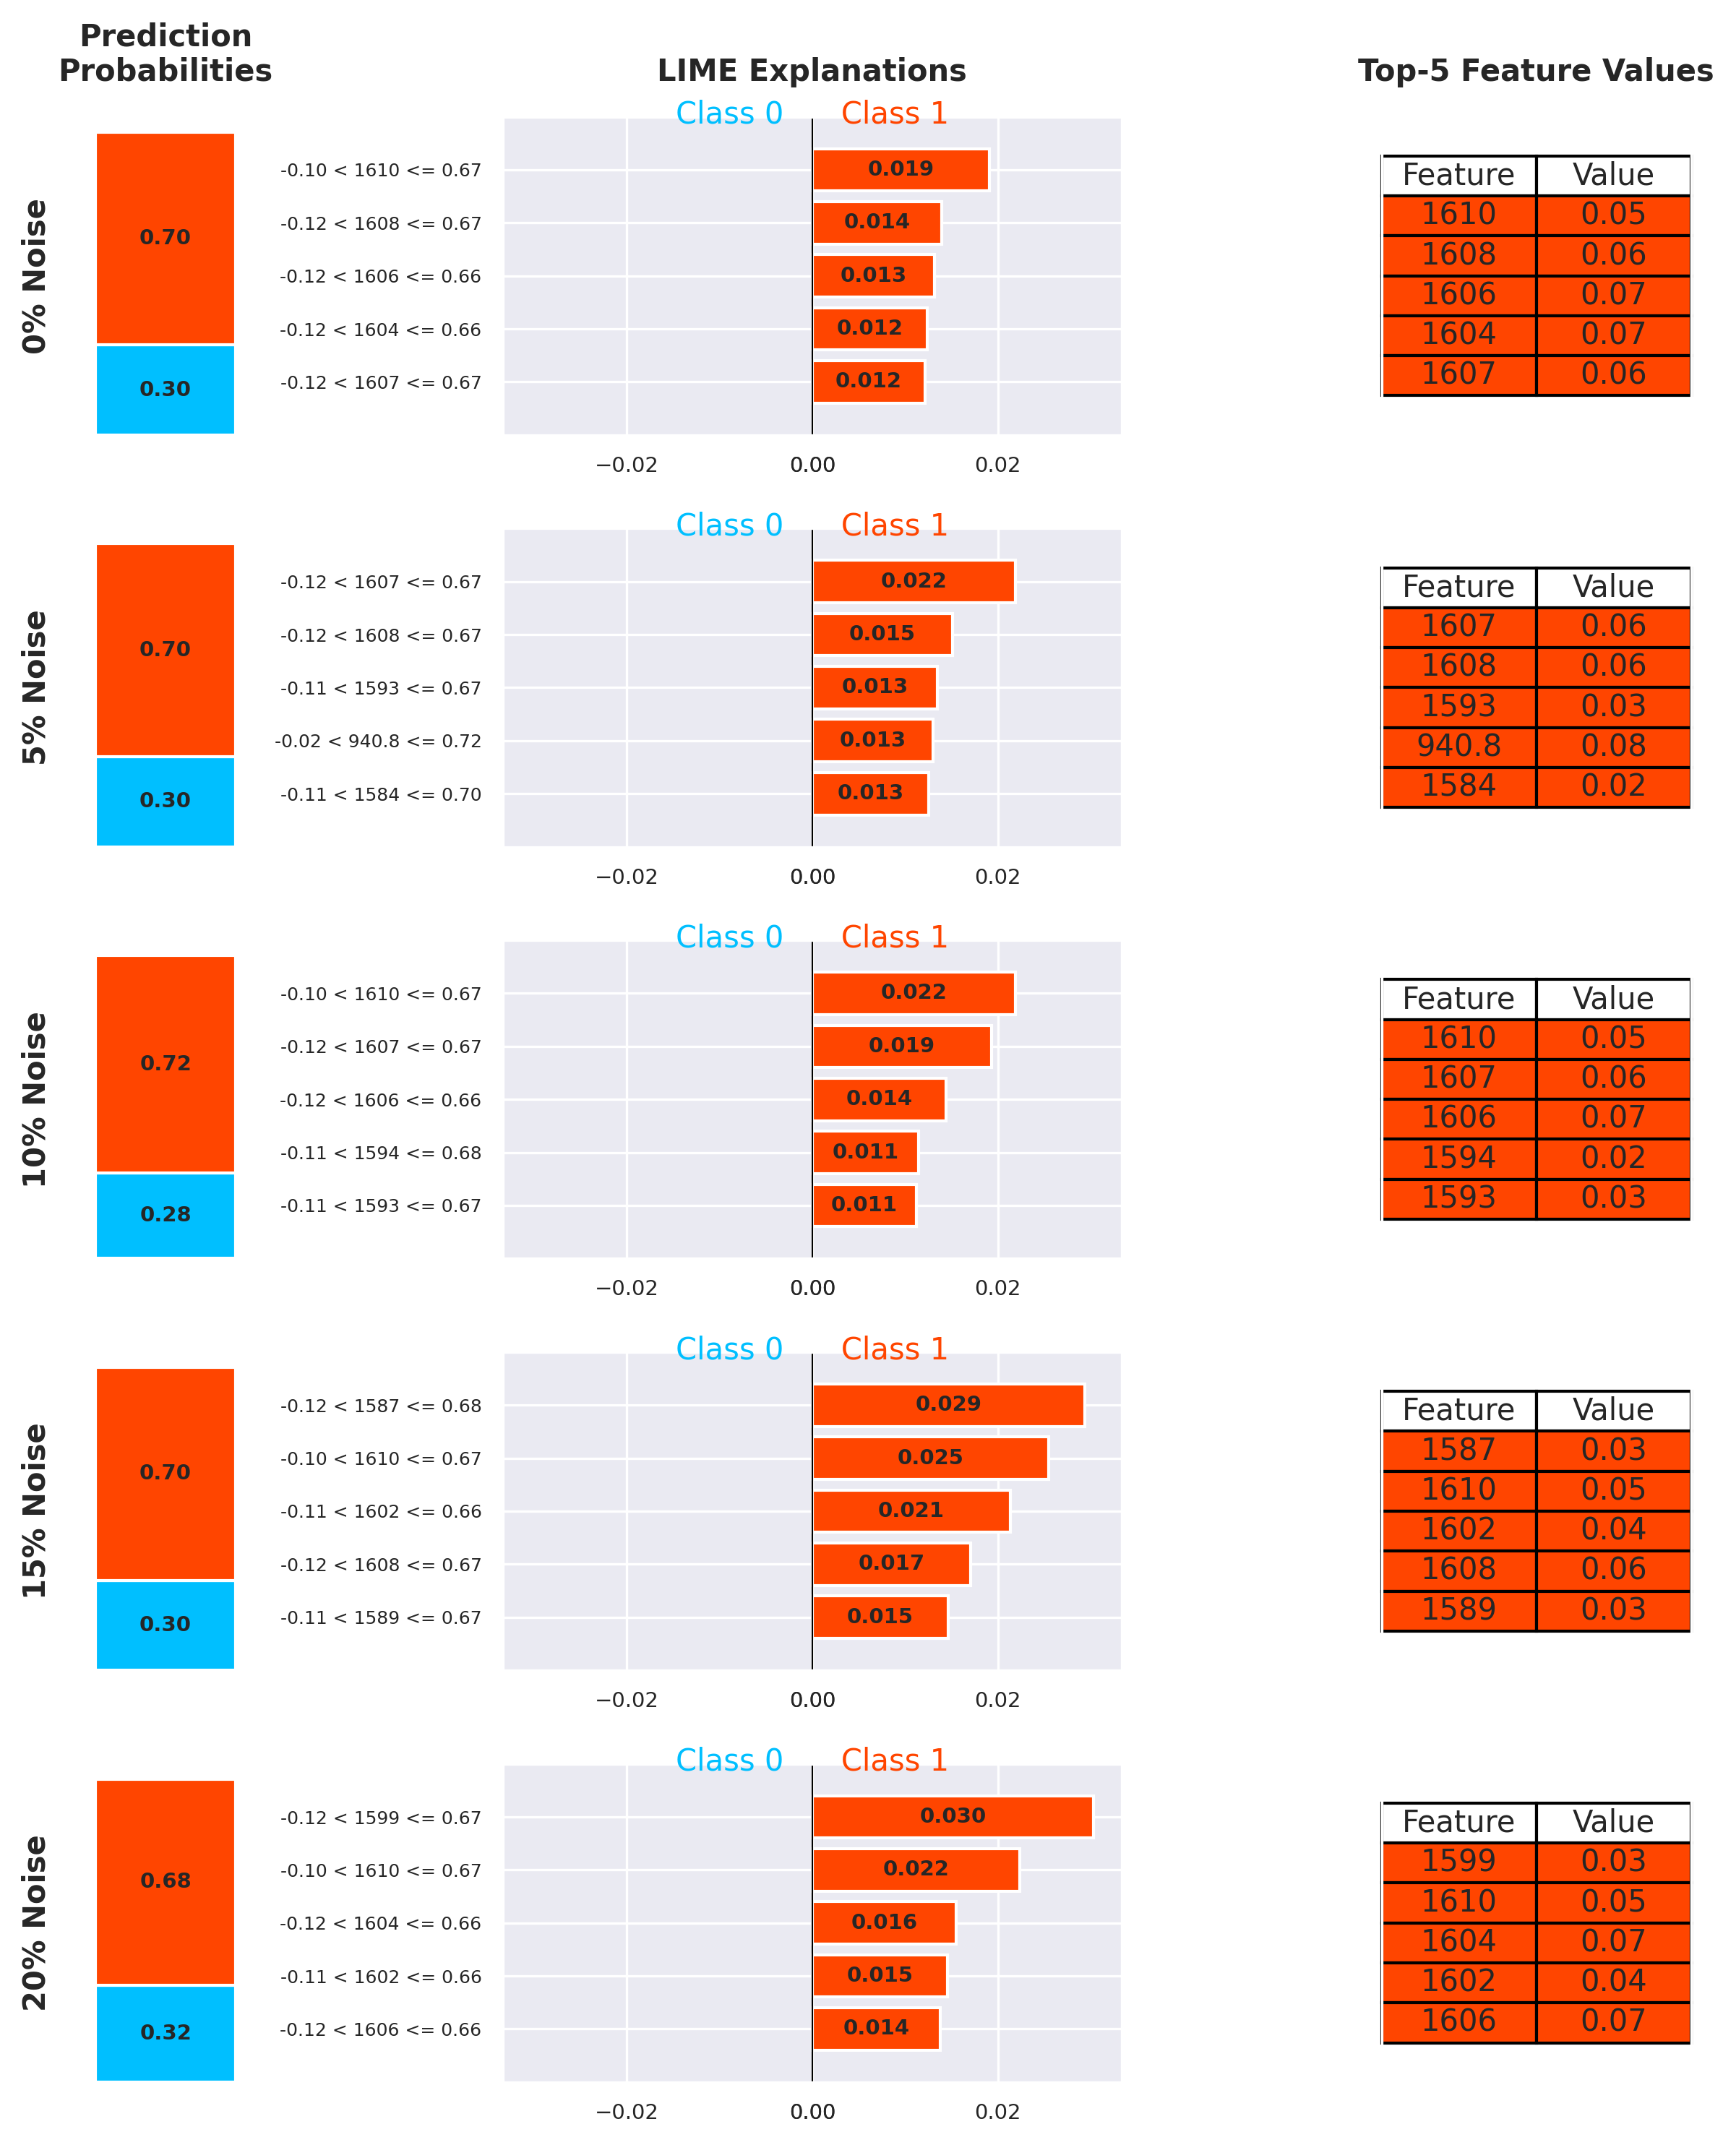 Prediction
Probabilities
LIME Explanations
Top-5 Feature Values
0% Noise
0.70
0.30
Class 0 Class 1
-0.10 < 1610 <= 0.67 0.019
-0.12 < 1608 <= 0.67 0.014
-0.12 < 1606 <= 0.66 0.013
-0.12 < 1604 <= 0.66 0.012
-0.12 < 1607 <= 0.67 0.012
−0.02 0.00 0.02
Feature Value
1610 0.05
1608 0.06
1606 0.07
1604 0.07
1607 0.06
5% Noise
0.70
0.30
Class 0 Class 1
-0.12 < 1607 <= 0.67 0.022
-0.12 < 1608 <= 0.67 0.015
-0.11 < 1593 <= 0.67 0.013
-0.02 < 940.8 <= 0.72 0.013
-0.11 < 1584 <= 0.70 0.013
−0.02 0.00 0.02
Feature Value
1607 0.06
1608 0.06
1593 0.03
940.8 0.08
1584 0.02
10% Noise
0.72
0.28
Class 0 Class 1
-0.10 < 1610 <= 0.67 0.022
-0.12 < 1607 <= 0.67 0.019
-0.12 < 1606 <= 0.66 0.014
-0.11 < 1594 <= 0.68 0.011
-0.11 < 1593 <= 0.67 0.011
−0.02 0.00 0.02
Feature Value
1610 0.05
1607 0.06
1606 0.07
1594 0.02
1593 0.03
15% Noise
0.70
0.30
Class 0 Class 1
-0.12 < 1587 <= 0.68 0.029
-0.10 < 1610 <= 0.67 0.025
-0.11 < 1602 <= 0.66 0.021
-0.12 < 1608 <= 0.67 0.017
-0.11 < 1589 <= 0.67 0.015
−0.02 0.00 0.02
Feature Value
1587 0.03
1610 0.05
1602 0.04
1608 0.06
1589 0.03
20% Noise
0.68
0.32
Class 0 Class 1
-0.12 < 1599 <= 0.67 0.030
-0.10 < 1610 <= 0.67 0.022
-0.12 < 1604 <= 0.66 0.016
-0.11 < 1602 <= 0.66 0.015
-0.12 < 1606 <= 0.66 0.014
−0.02 0.00 0.02
Feature Value
1599 0.03
1610 0.05
1604 0.07
1602 0.04
1606 0.07